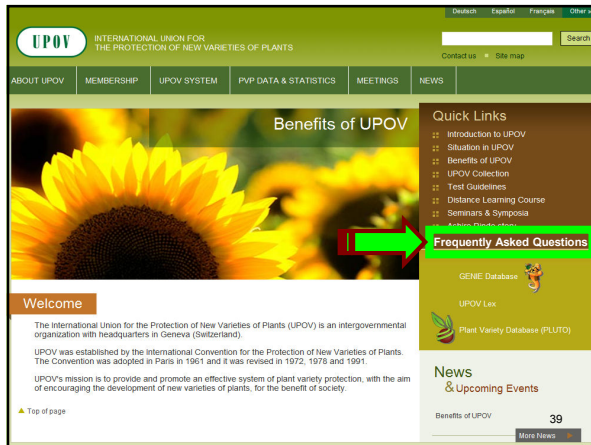 Deutsch Español Français Other
UPOV
INTERNATIONAL UNION FOR
THE PROTECTION OF NEW VARIETIES OF PLANTS
Search
Contact us Site map
ABOUT UPOV MEMBERSHIP UPOV SYSTEM PVP DATA & STATISTICS MEETINGS NEWS
Benefits of UPOV
Quick Links
Introduction to UPOV
Situation in UPOV
Benefits of UPOV
UPOV Collection
Test Guidelines
Distance Learning Course
Seminars & Symposia
Frequently Asked Questions
GENIE Database
UPOV Lex
Plant Variety Database (PLUTO)
Welcome
The International Union for the Protection of New Varieties of Plants (UPOV) is an intergovernmental
organization with headquarters in Geneva (Switzerland).
UPOV was established by the International Convention for the Protection of New Varieties of Plants.
The Convention was adopted in Paris in 1961 and it was revised in 1972, 1978 and
1991.
UPOV's mission is to provide and promote an effective system of plant variety protection, with the aim
of encouraging the development of new varieties of plants, for the benefit of society.
Top of page
News
& Upcoming Events
Benefits of UPOV
39
More News